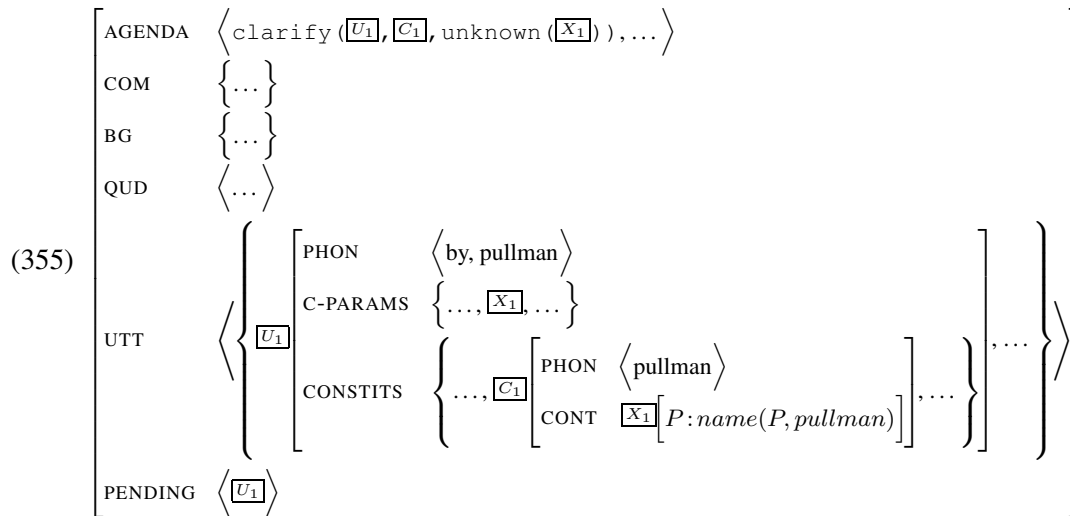 AGENDA ⟨clarify(U₁, C₁, unknown(X₁)), …⟩
COM {…}
BG {…}
QUD ⟨…⟩
PHON ⟨by, pullman⟩
(355)
C-PARAMS {…, X₁, …}
UTT ⟨{ U₁ [ ], … }⟩
PHON ⟨pullman⟩
CONSTITS {…, C₁ [ ], …}
CONT X₁[P : name(P, pullman)]
PENDING ⟨U₁⟩